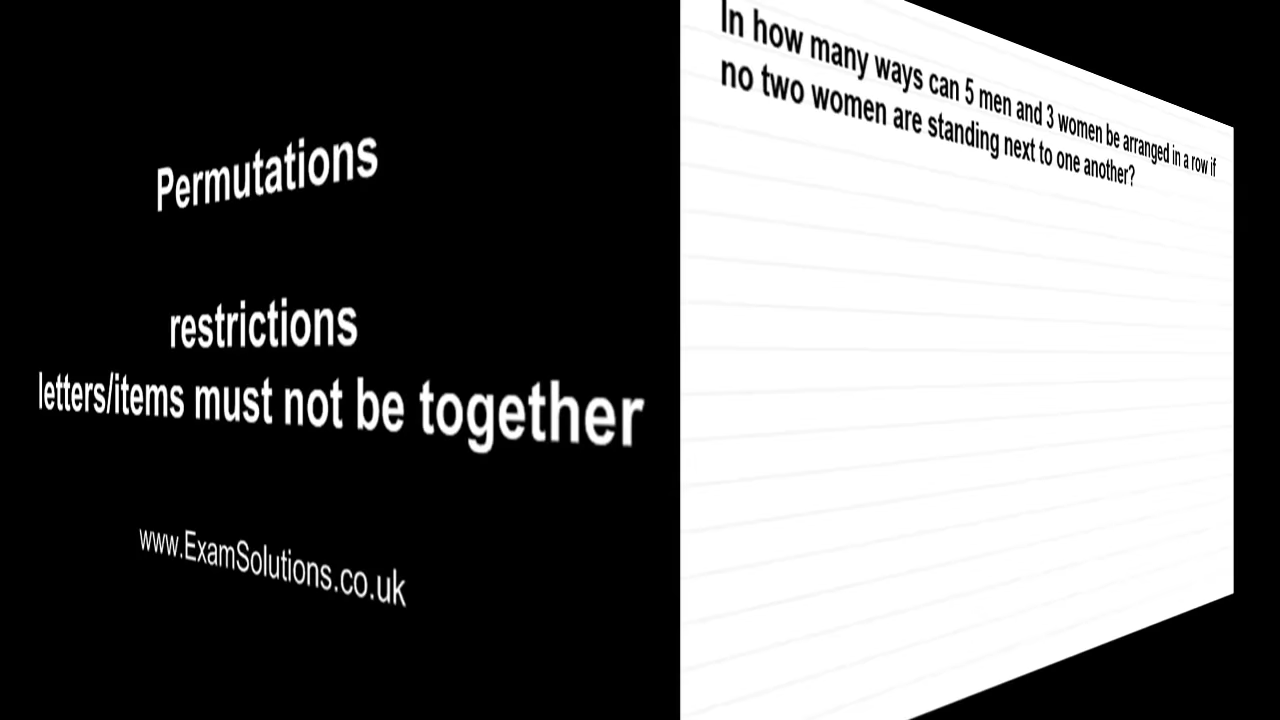 Permutations
restrictions
letters/items must not be together
www.ExamSolutions.co.uk
In how many ways can 5 men and 3 women be arranged in a row if
no two women are standing next to one another?